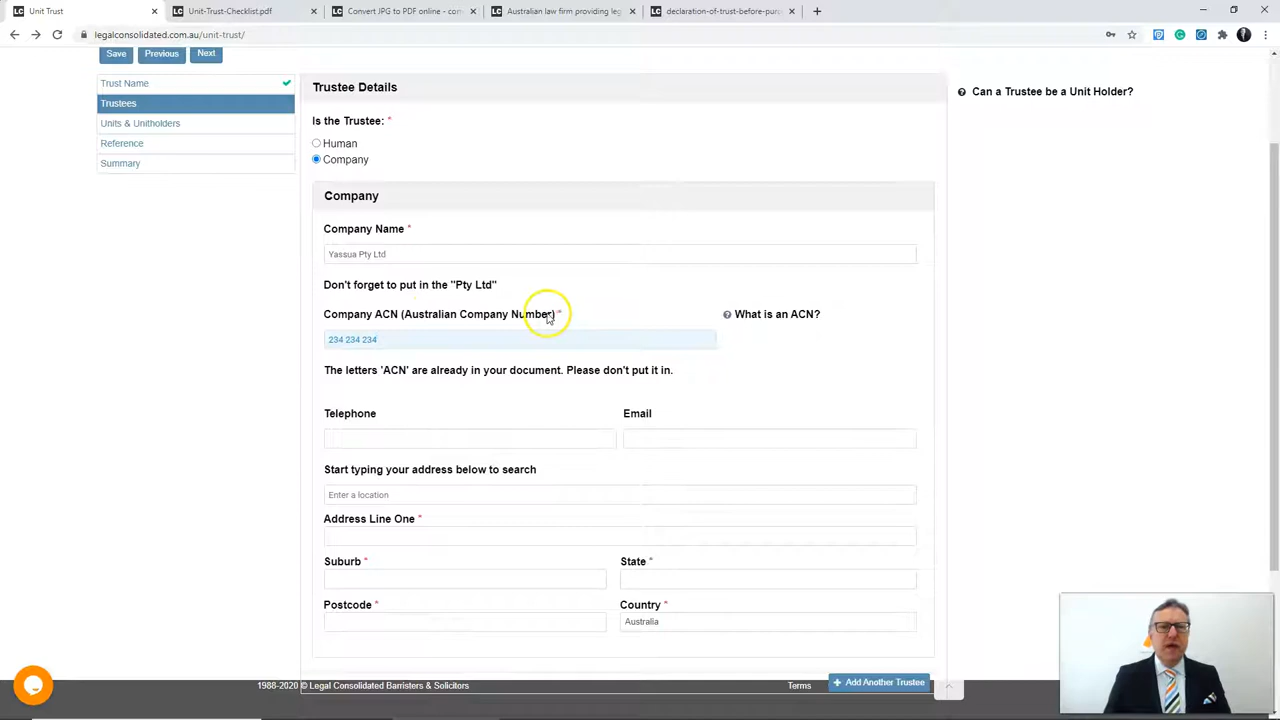 Unit Trust
Unit-Trust-Checklist.pdf
Convert JPG to PDF online - con
Australian law firm providing leg
declaration-of-trust-before-purc
legalconsolidated.com.au/unit-trust/
Save Previous Next
Trust Name
Trustees
Units & Unitholders
Reference
Summary
Trustee Details
Can a Trustee be a Unit Holder?
Is the Trustee: *
Human
Company
Company
Company Name *
Yassua Pty Ltd
Don't forget to put in the "Pty Ltd"
Company ACN (Australian Company Number) *
What is an ACN?
234 234 234
The letters 'ACN' are already in your document. Please don't put it in.
Telephone Email
Start typing your address below to search
Enter a location
Address Line One *
Suburb * State *
Postcode * Country *
Australia
Add Another Trustee
1988-2020 © Legal Consolidated Barristers & Solicitors
Terms